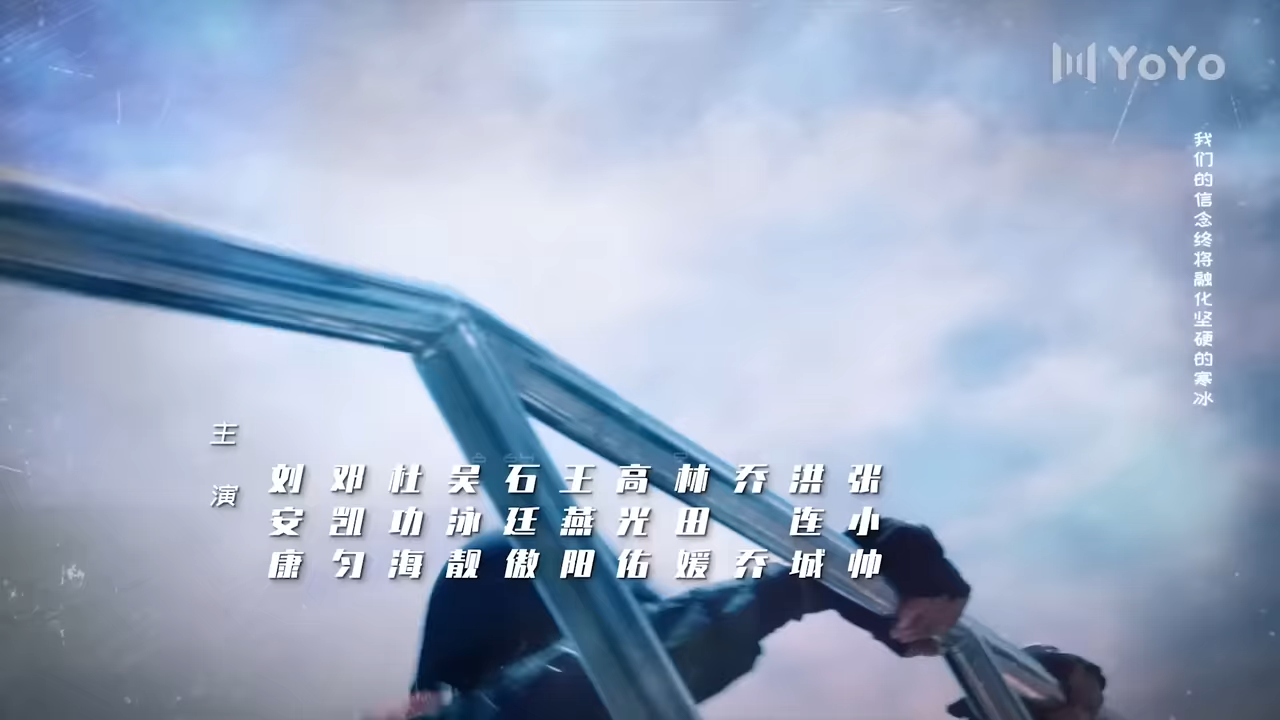 YoYo
我们的信念终将融化坚硬的寒冰
主演
刘安康
邓凯匀
杜功海
吴泳靓
石廷傲
王燕阳
高光佑
林田媛
乔乔
洪连城
张小帅